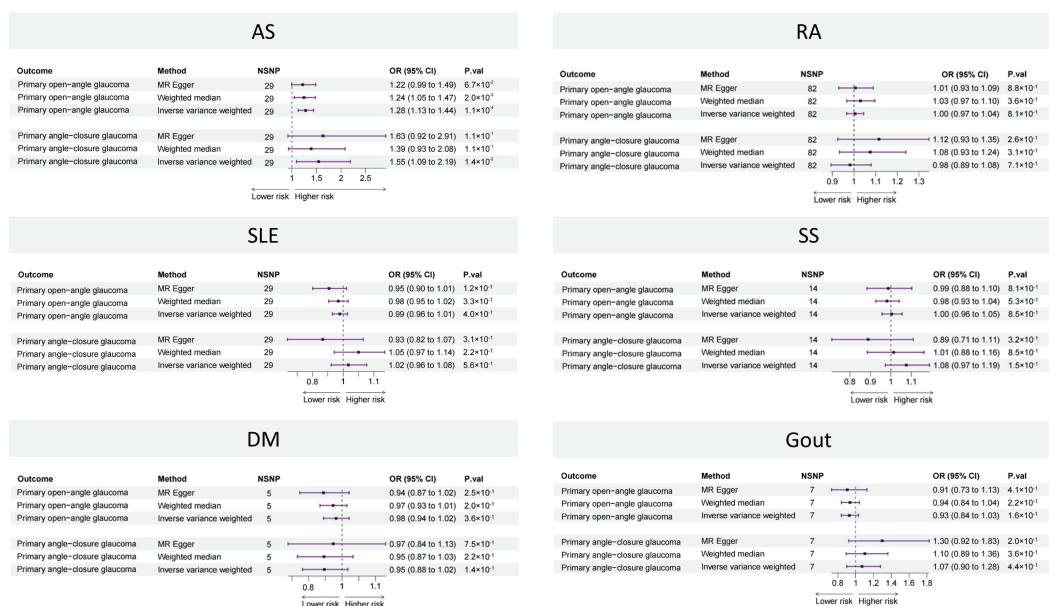 AS
Outcome Method NSNP OR (95% CI) P.val
Primary open−angle glaucoma MR Egger 29 1.22 (0.99 to 1.49) 6.7×10⁻²
Primary open−angle glaucoma Weighted median 29 1.24 (1.05 to 1.47) 2.0×10⁻²
Primary open−angle glaucoma Inverse variance weighted 29 1.28 (1.13 to 1.44) 1.1×10⁻⁴
Primary angle−closure glaucoma MR Egger 29 1.63 (0.92 to 2.91) 1.1×10⁻¹
Primary angle−closure glaucoma Weighted median 29 1.39 (0.93 to 2.08) 1.1×10⁻¹
Primary angle−closure glaucoma Inverse variance weighted 29 1.55 (1.09 to 2.19) 1.4×10⁻²
1 1.5 2 2.5
Lower risk Higher risk
RA
Outcome Method NSNP OR (95% CI) P.val
Primary open−angle glaucoma MR Egger 82 1.01 (0.93 to 1.09) 8.8×10⁻¹
Primary open−angle glaucoma Weighted median 82 1.03 (0.97 to 1.10) 3.6×10⁻¹
Primary open−angle glaucoma Inverse variance weighted 82 1.00 (0.97 to 1.04) 8.1×10⁻¹
Primary angle−closure glaucoma MR Egger 82 1.12 (0.93 to 1.35) 2.6×10⁻¹
Primary angle−closure glaucoma Weighted median 82 1.08 (0.93 to 1.24) 3.1×10⁻¹
Primary angle−closure glaucoma Inverse variance weighted 82 0.98 (0.89 to 1.08) 7.1×10⁻¹
0.9 1 1.1 1.2 1.3
Lower risk Higher risk
SLE
Outcome Method NSNP OR (95% CI) P.val
Primary open−angle glaucoma MR Egger 29 0.95 (0.90 to 1.01) 1.2×10⁻¹
Primary open−angle glaucoma Weighted median 29 0.98 (0.95 to 1.02) 3.3×10⁻¹
Primary open−angle glaucoma Inverse variance weighted 29 0.99 (0.96 to 1.01) 4.0×10⁻¹
Primary angle−closure glaucoma MR Egger 29 0.93 (0.82 to 1.07) 3.1×10⁻¹
Primary angle−closure glaucoma Weighted median 29 1.05 (0.97 to 1.14) 2.2×10⁻¹
Primary angle−closure glaucoma Inverse variance weighted 29 1.02 (0.96 to 1.08) 5.6×10⁻¹
0.8 1 1.1
Lower risk Higher risk
SS
Outcome Method NSNP OR (95% CI) P.val
Primary open−angle glaucoma MR Egger 14 0.99 (0.88 to 1.10) 8.1×10⁻¹
Primary open−angle glaucoma Weighted median 14 0.98 (0.93 to 1.04) 5.3×10⁻¹
Primary open−angle glaucoma Inverse variance weighted 14 1.00 (0.96 to 1.05) 8.5×10⁻¹
Primary angle−closure glaucoma MR Egger 14 0.89 (0.71 to 1.11) 3.2×10⁻¹
Primary angle−closure glaucoma Weighted median 14 1.01 (0.88 to 1.16) 8.5×10⁻¹
Primary angle−closure glaucoma Inverse variance weighted 14 1.08 (0.97 to 1.19) 1.5×10⁻¹
0.8 0.9 1 1.1
Lower risk Higher risk
DM
Outcome Method NSNP OR (95% CI) P.val
Primary open−angle glaucoma MR Egger 5 0.94 (0.87 to 1.02) 2.5×10⁻¹
Primary open−angle glaucoma Weighted median 5 0.97 (0.93 to 1.01) 2.0×10⁻¹
Primary open−angle glaucoma Inverse variance weighted 5 0.98 (0.94 to 1.02) 3.6×10⁻¹
Primary angle−closure glaucoma MR Egger 5 0.97 (0.84 to 1.13) 7.5×10⁻¹
Primary angle−closure glaucoma Weighted median 5 0.95 (0.87 to 1.03) 2.2×10⁻¹
Primary angle−closure glaucoma Inverse variance weighted 5 0.95 (0.88 to 1.02) 1.4×10⁻¹
0.8 1 1.1
Lower risk Higher risk
Gout
Outcome Method NSNP OR (95% CI) P.val
Primary open−angle glaucoma MR Egger 7 0.91 (0.73 to 1.13) 4.1×10⁻¹
Primary open−angle glaucoma Weighted median 7 0.94 (0.84 to 1.04) 2.2×10⁻¹
Primary open−angle glaucoma Inverse variance weighted 7 0.93 (0.84 to 1.03) 1.6×10⁻¹
Primary angle−closure glaucoma MR Egger 7 1.30 (0.92 to 1.83) 2.0×10⁻¹
Primary angle−closure glaucoma Weighted median 7 1.10 (0.89 to 1.36) 3.6×10⁻¹
Primary angle−closure glaucoma Inverse variance weighted 7 1.07 (0.90 to 1.28) 4.4×10⁻¹
0.8 1 1.2 1.4 1.6 1.8
Lower risk Higher risk